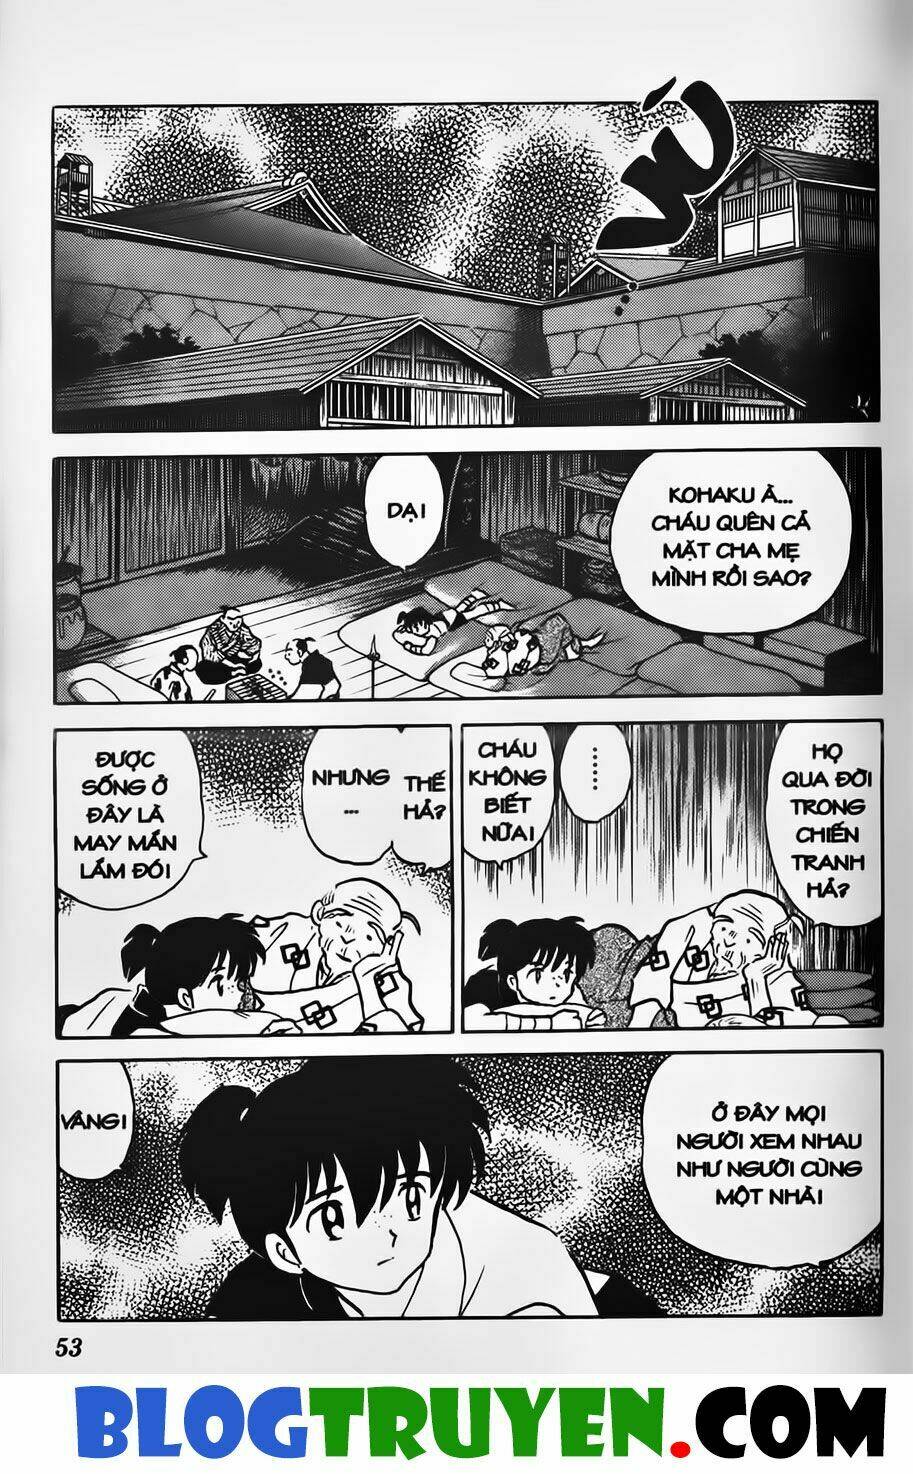 VÚ
KOHAKU À...
CHÁU QUÊN CẢ
MẶT CHA MẸ
MÌNH RỒI SAO?
DẠ!
HỌ
QUA ĐỜI
TRONG
CHIẾN
TRANH
HẢ?
.......
CHÁU
KHÔNG
BIẾT
NỮA!
THẾ
HẢ?
NHƯNG
...
ĐƯỢC
SỐNG Ở
ĐÂY LÀ
MAY MẮN
LẮM ĐÓ!
Ở ĐÂY MỌI
NGƯỜI XEM NHAU
NHƯ NGƯỜI CÙNG
MỘT NHÀ!
VÂNG!
53
BLOGTRUYEN.COM